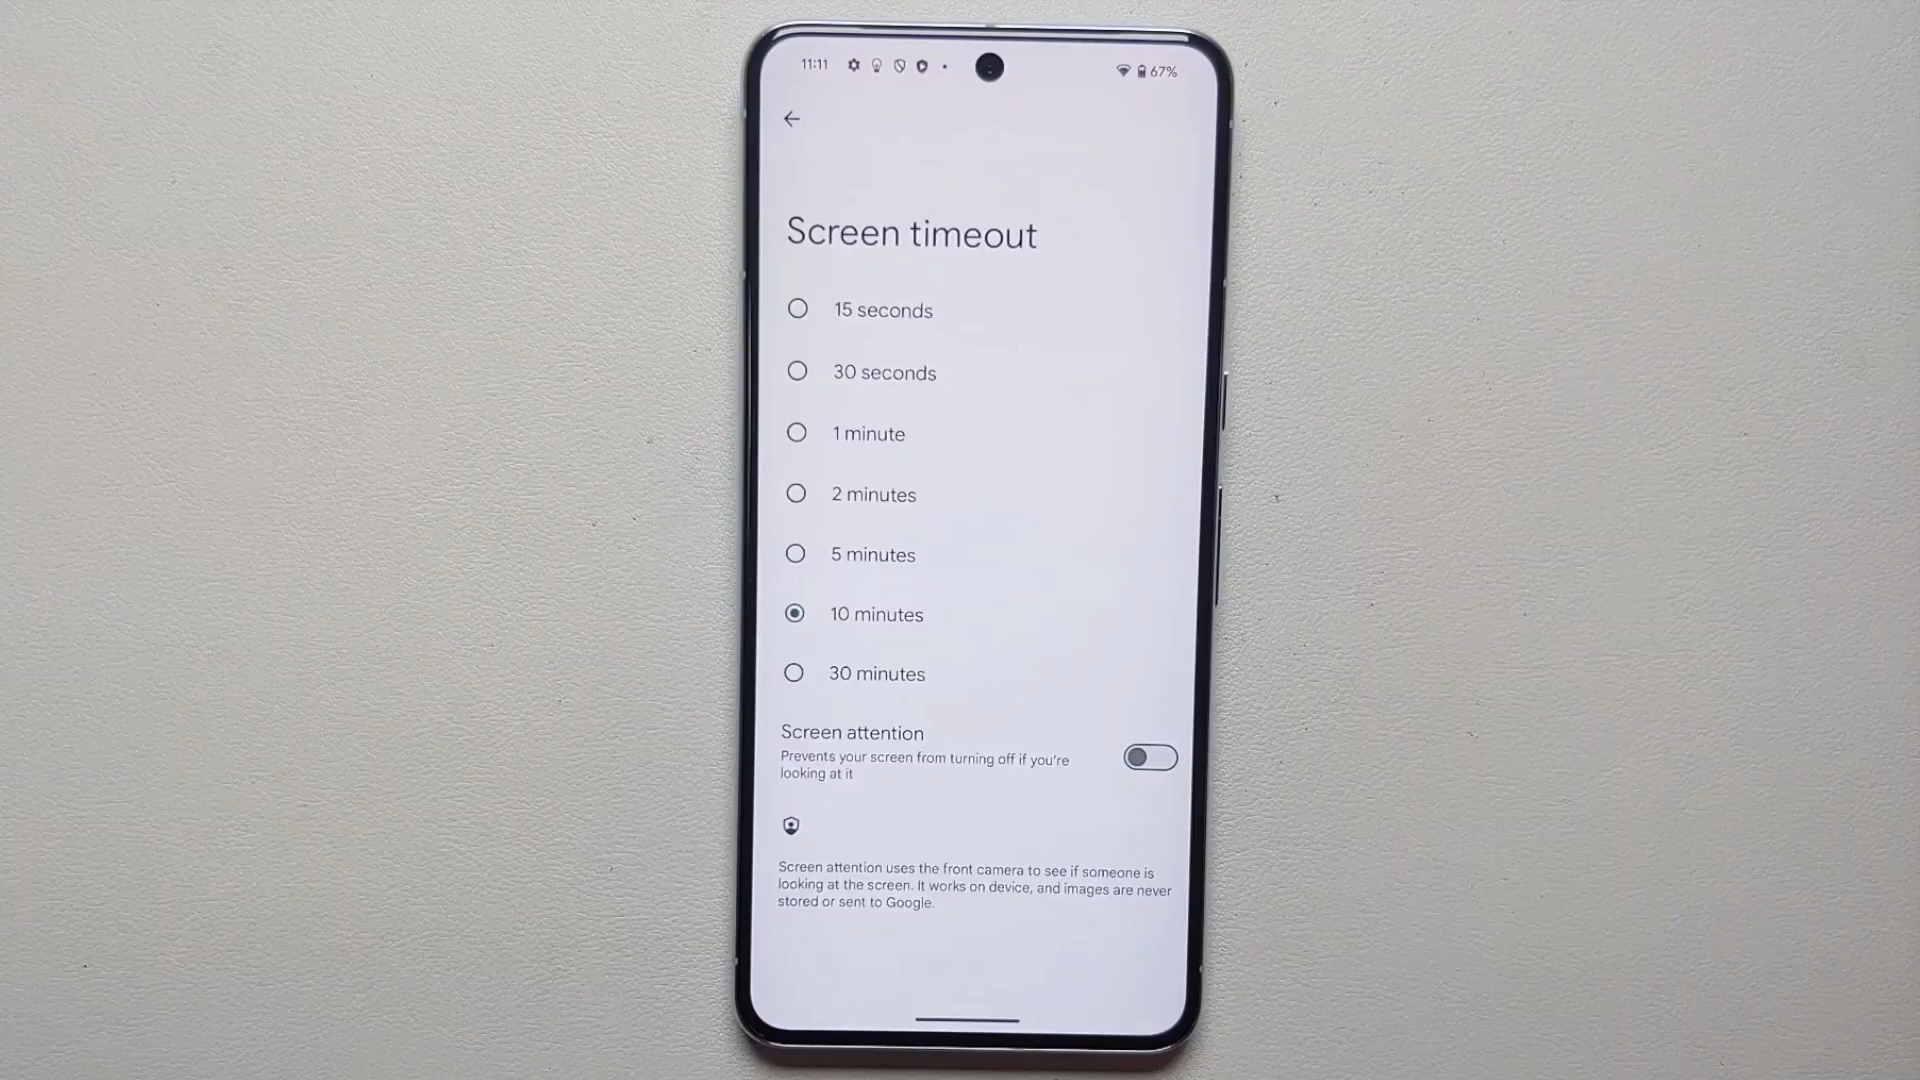 11:11
67%
Screen timeout
15 seconds
30 seconds
1 minute
2 minutes
5 minutes
10 minutes
30 minutes
Screen attention
Prevents your screen from turning off if you're
looking at it
Screen attention uses the front camera to see if someone is
looking at the screen. It works on device, and images are never
stored or sent to Google.